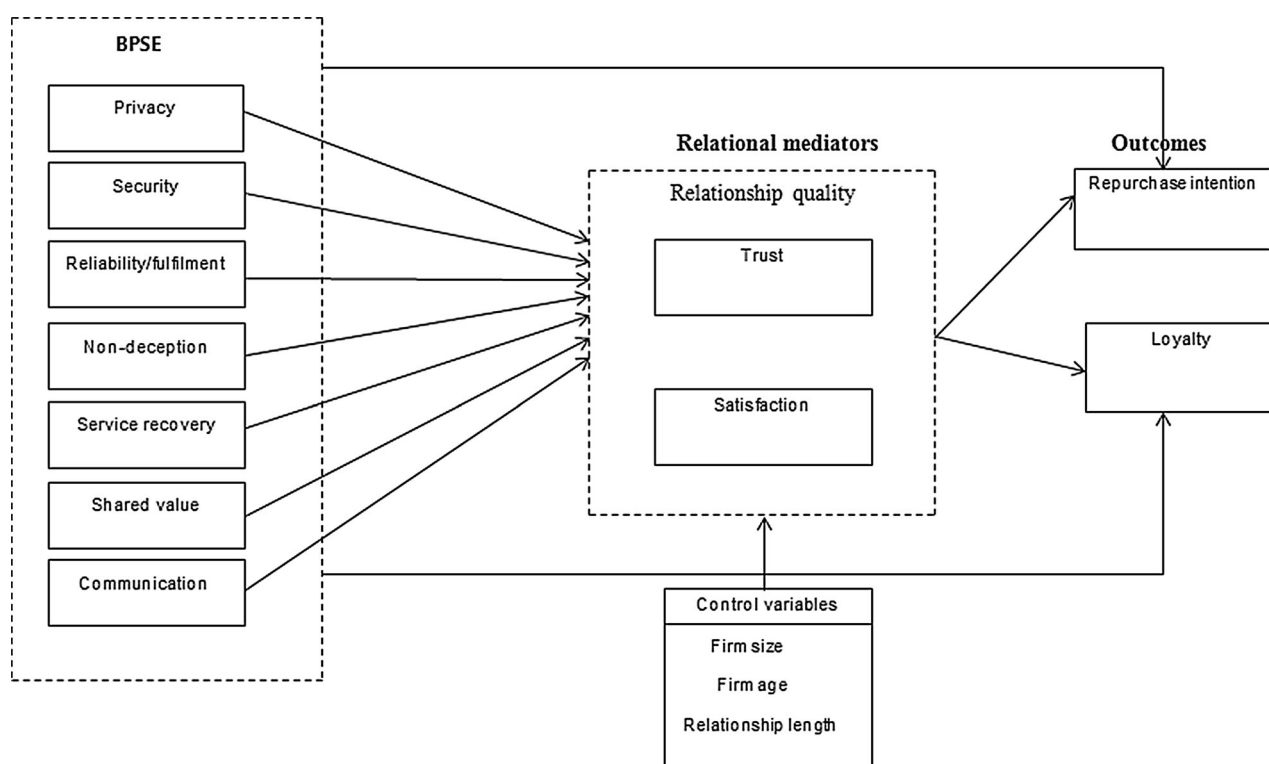 BPSE
Privacy
Security
Reliability/fulfilment
Non-deception
Service recovery
Shared value
Communication
Relational mediators
Relationship quality
Trust
Satisfaction
Control variables
Firm size
Firm age
Relationship length
Outcomes
Repurchase intention
Loyalty